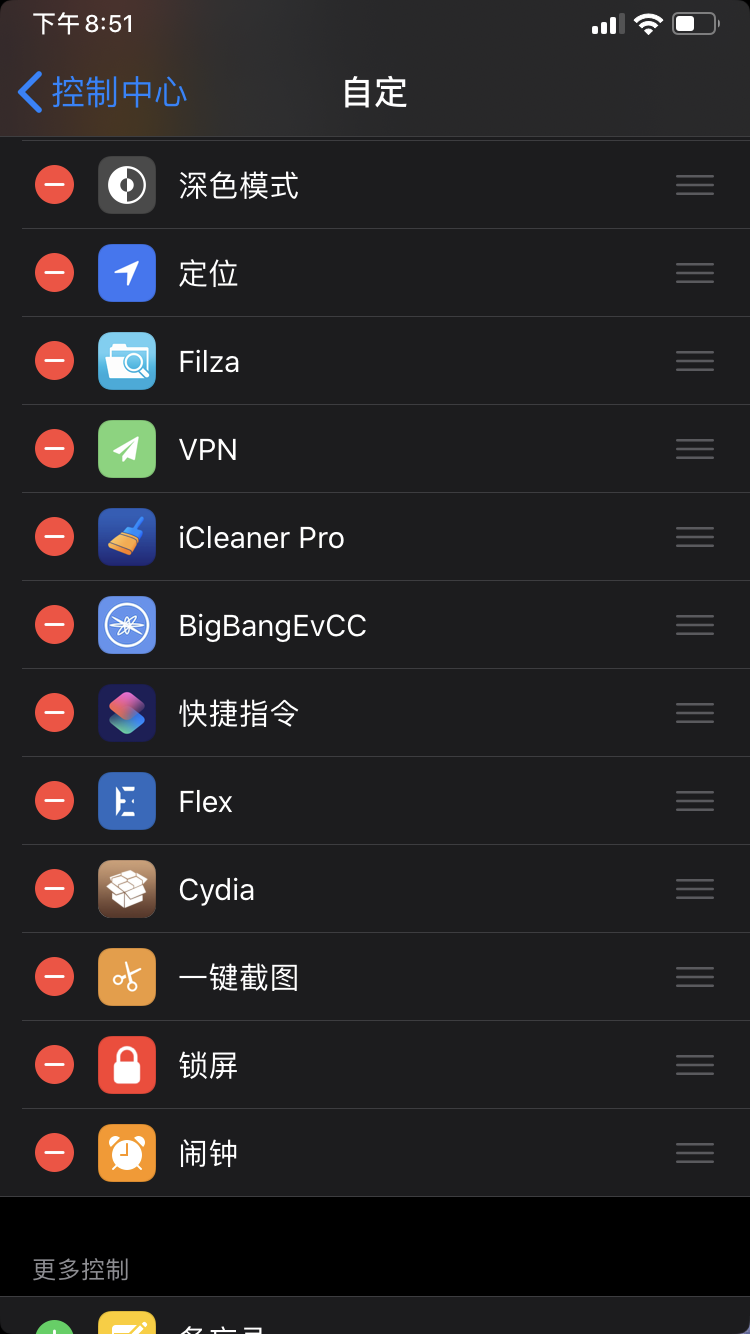 下午8:51
控制中心
自定
深色模式
定位
Filza
VPN
iCleaner Pro
BigBangEvCC
快捷指令
Flex
Cydia
一键截图
锁屏
闹钟
更多控制